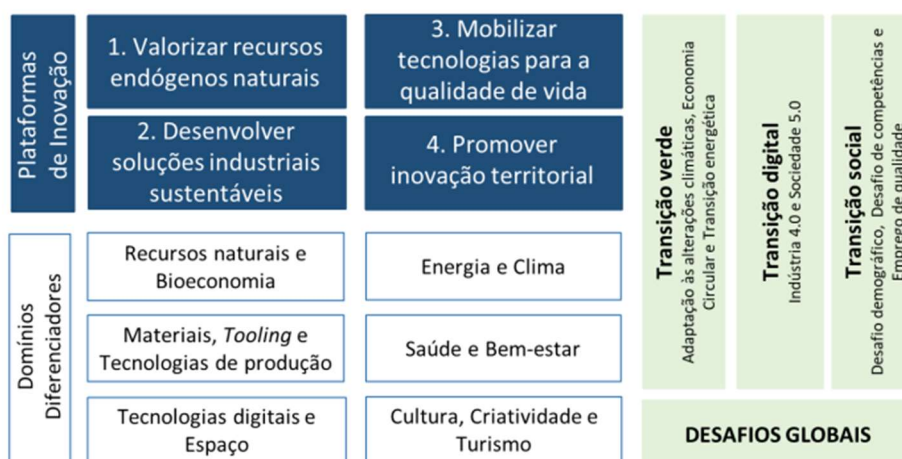 Plataformas
de Inovação
1. Valorizar recursos
endógenos naturais
3. Mobilizar
tecnologias para a
qualidade de vida
2. Desenvolver
soluções industriais
sustentáveis
4. Promover
inovação territorial
Domínios
Diferenciadores
Recursos naturais e
Bioeconomia
Energia e Clima
Materiais, Tooling e
Tecnologias de produção
Saúde e Bem-estar
Tecnologias digitais e
Espaço
Cultura, Criatividade e
Turismo
Transição verde
Adaptação às alterações climáticas, Economia
Circular e Transição energética
Transição digital
Indústria 4.0 e Sociedade 5.0
Transição social
Desafio demográfico, Desafio de competências e
Emprego de qualidade
DESAFIOS GLOBAIS